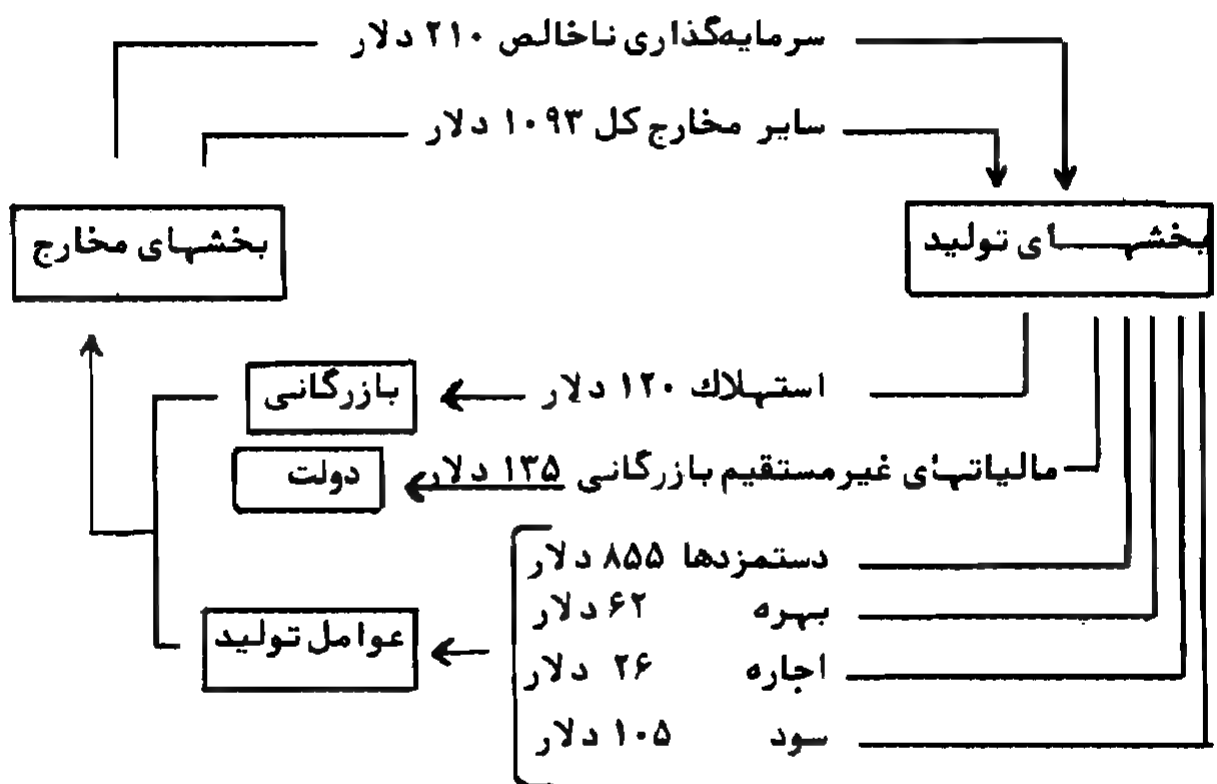 سرمایه‌گذاری ناخالص ۲۱۰ دلار
سایر مخارج کل ۱۰۹۳ دلار
بخشهای تولید
بخشهای مخارج
استهلاك ۱۲۰ دلار
بازرگانی
مالیاتهای غیرمستقیم بازرگانی ۱۳۵ دلار
دولت
دستمزدها ۸۵۵ دلار
بهره ۶۲ دلار
عوامل تولید
اجاره ۲۶ دلار
سود ۱۰۵ دلار